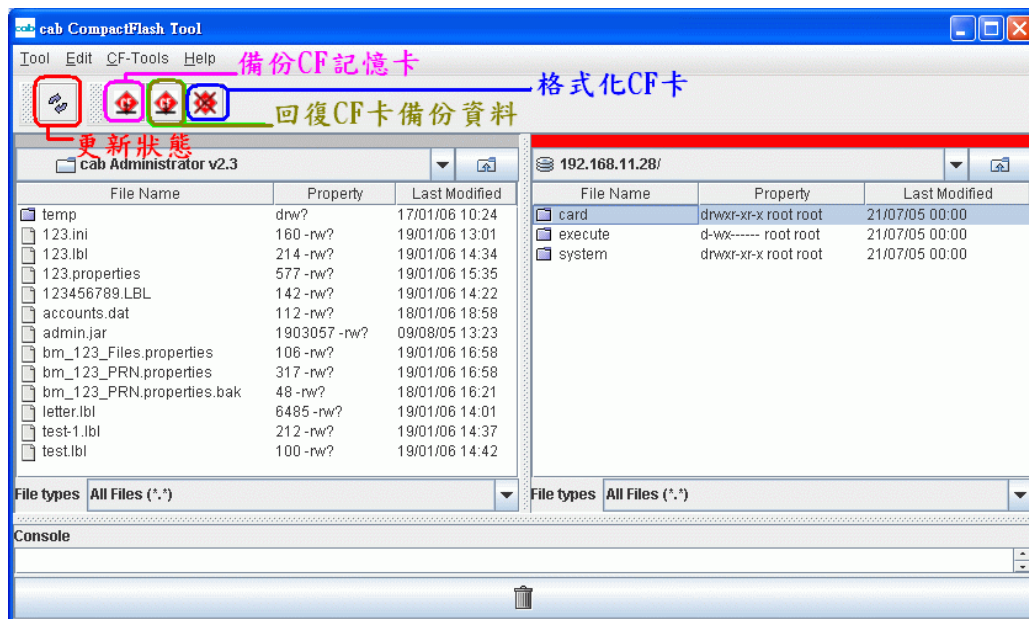 cab cab CompactFlash Tool
Tool Edit CF-Tools Help
備份CF記憶卡
格式化CF卡
回復CF卡備份資料
更新狀態
cab Administrator v2.3
File Name Property Last Modified
temp drw? 17/01/06 10:24
123.ini 160 -rw? 19/01/06 13:01
123.lbl 214 -rw? 19/01/06 14:34
123.properties 577 -rw? 19/01/06 15:35
123456789.LBL 142 -rw? 19/01/06 14:22
accounts.dat 112 -rw? 18/01/06 18:58
admin.jar 1903057 -rw? 09/08/05 13:23
bm_123_Files.properties 106 -rw? 19/01/06 16:58
bm_123_PRN.properties 317 -rw? 19/01/06 16:58
bm_123_PRN.properties.bak 48 -rw? 18/01/06 16:21
letter.lbl 6485 -rw? 19/01/06 14:01
test-1.lbl 212 -rw? 19/01/06 14:37
test.lbl 100 -rw? 19/01/06 14:42
File types All Files (*.*)
192.168.11.28/
File Name Property Last Modified
card drwxr-xr-x root root 21/07/05 00:00
execute d-wx------ root root 21/07/05 00:00
system drwxr-xr-x root root 21/07/05 00:00
File types All Files (*.*)
Console